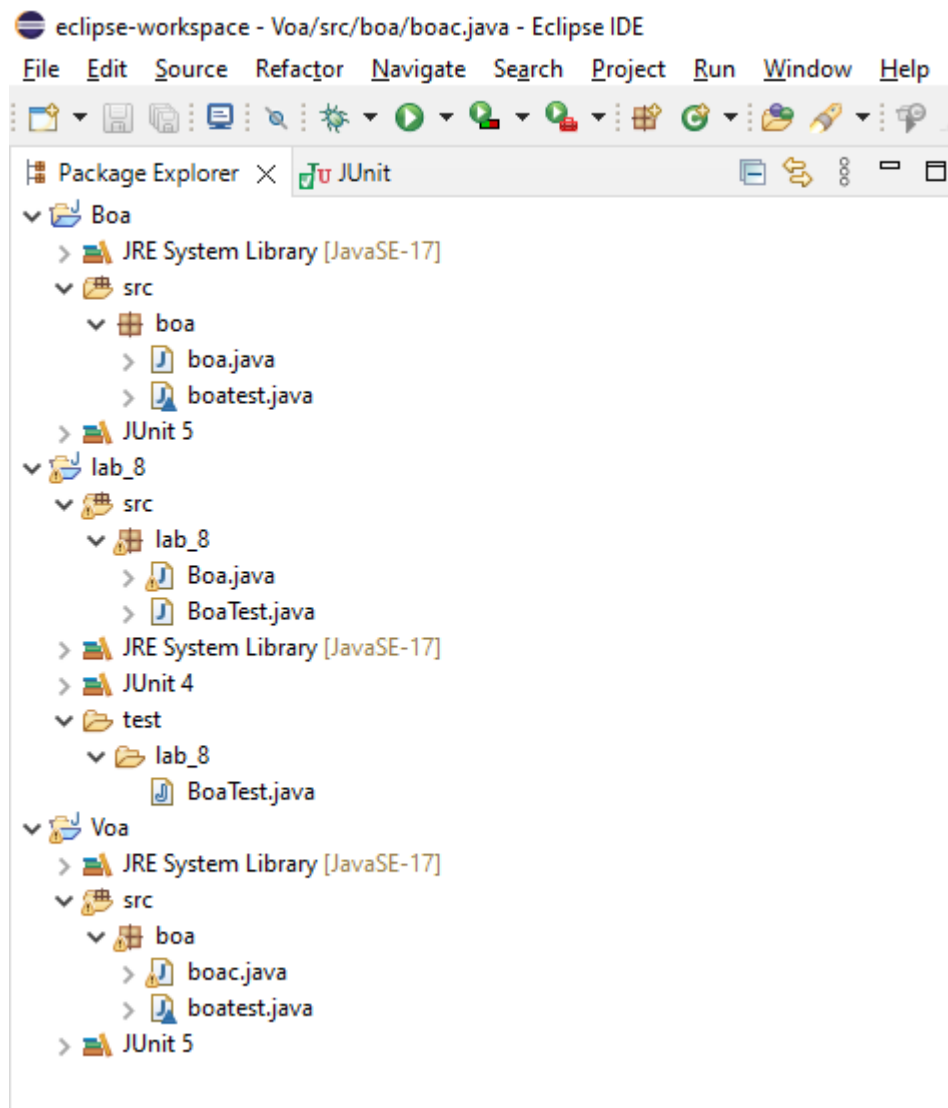 eclipse-workspace - Voa/src/boa/boac.java - Eclipse IDE
File Edit Source Refactor Navigate Search Project Run Window Help
Package Explorer JUnit
Boa
JRE System Library [JavaSE-17]
src
boa
boa.java
boatest.java
JUnit 5
lab_8
src
lab_8
Boa.java
BoaTest.java
JRE System Library [JavaSE-17]
JUnit 4
test
lab_8
BoaTest.java
Voa
JRE System Library [JavaSE-17]
src
boa
boac.java
boatest.java
JUnit 5